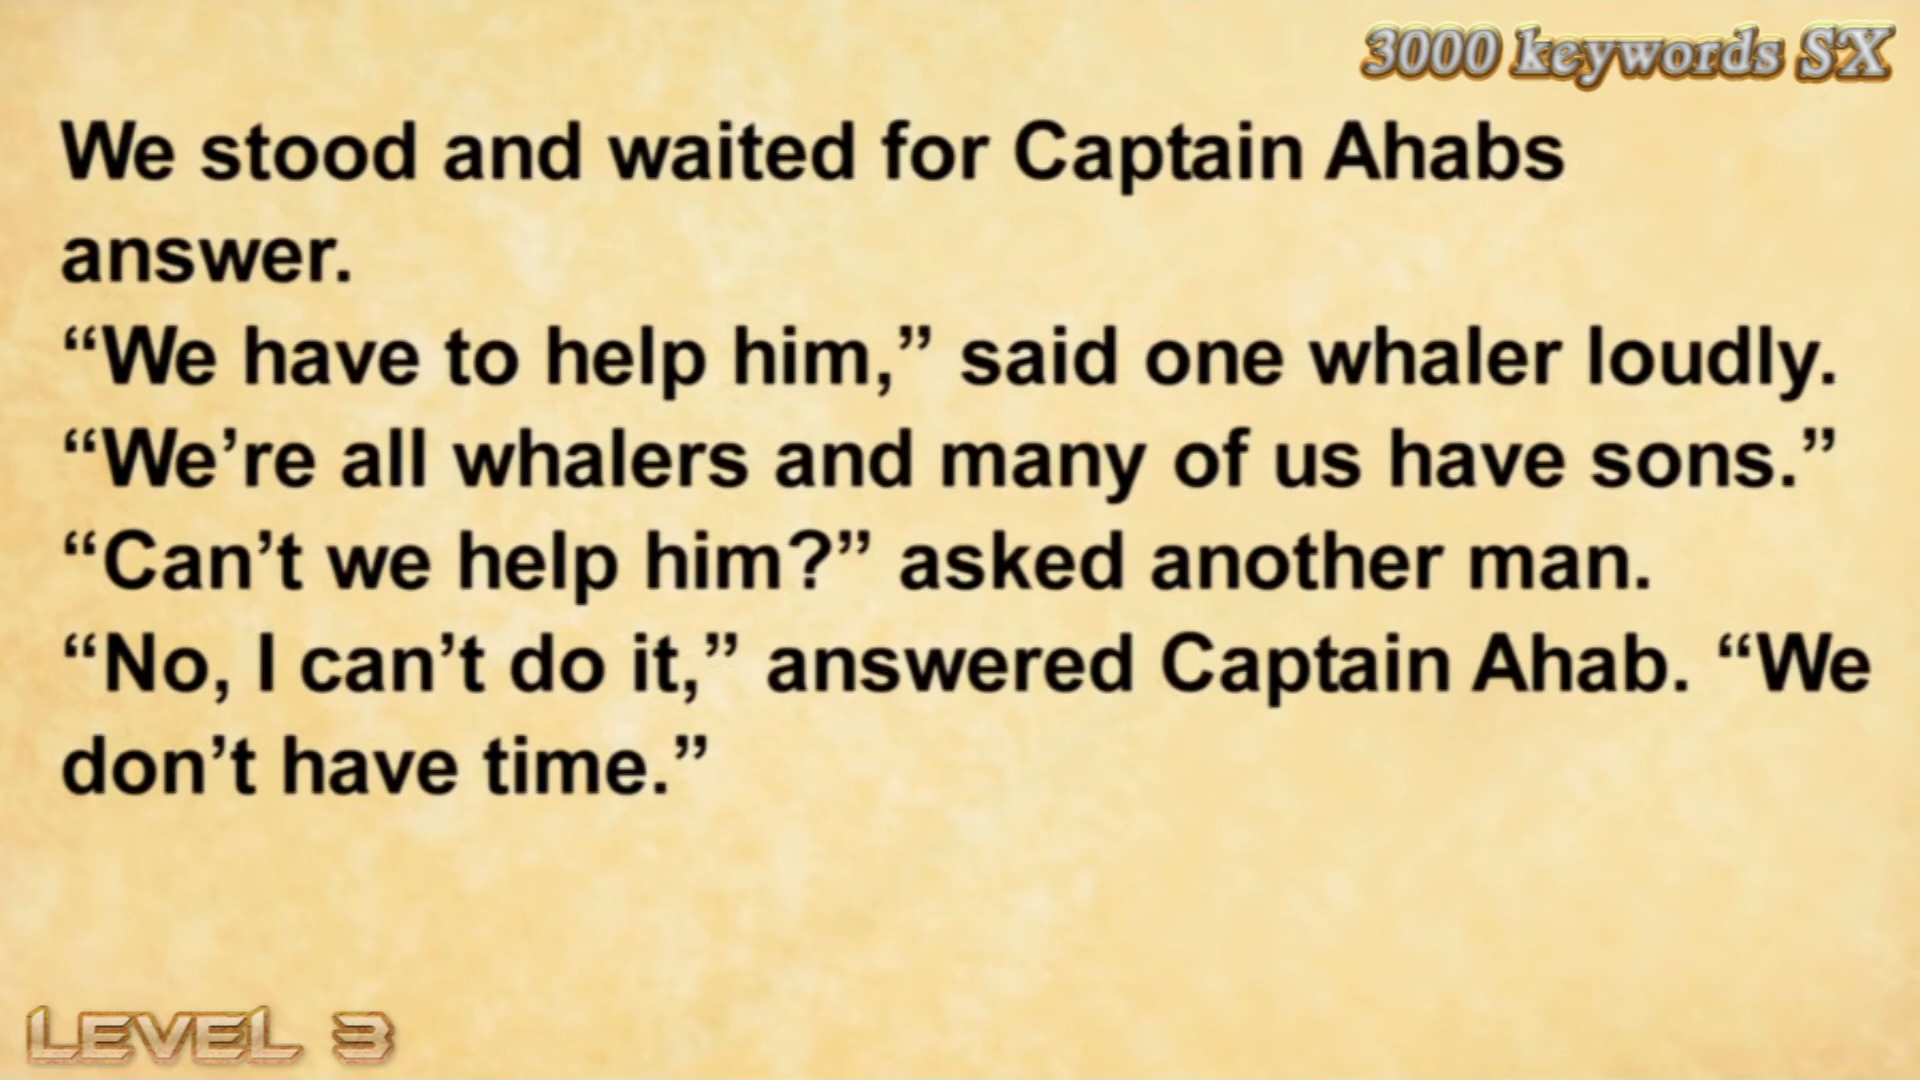 3000 keywords SX
We stood and waited for Captain Ahabs
answer.
“We have to help him,” said one whaler loudly.
“We’re all whalers and many of us have sons.”
“Can’t we help him?” asked another man.
“No, I can’t do it,” answered Captain Ahab. “We
don’t have time.”
LEVEL 3